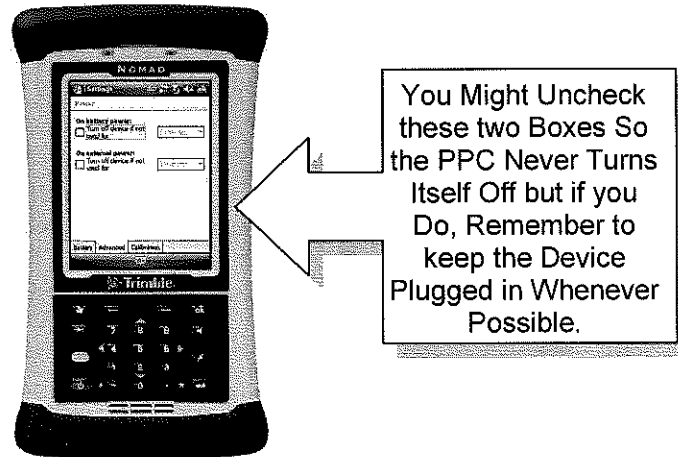 NOMAD
Settings
Power
On battery power:
Turn off device if not
used for
On external power:
Turn off device if not
used for
Battery Advanced Calibration
Trimble
You Might Uncheck
these two Boxes So
the PPC Never Turns
Itself Off but if you
Do, Remember to
keep the Device
Plugged in Whenever
Possible.